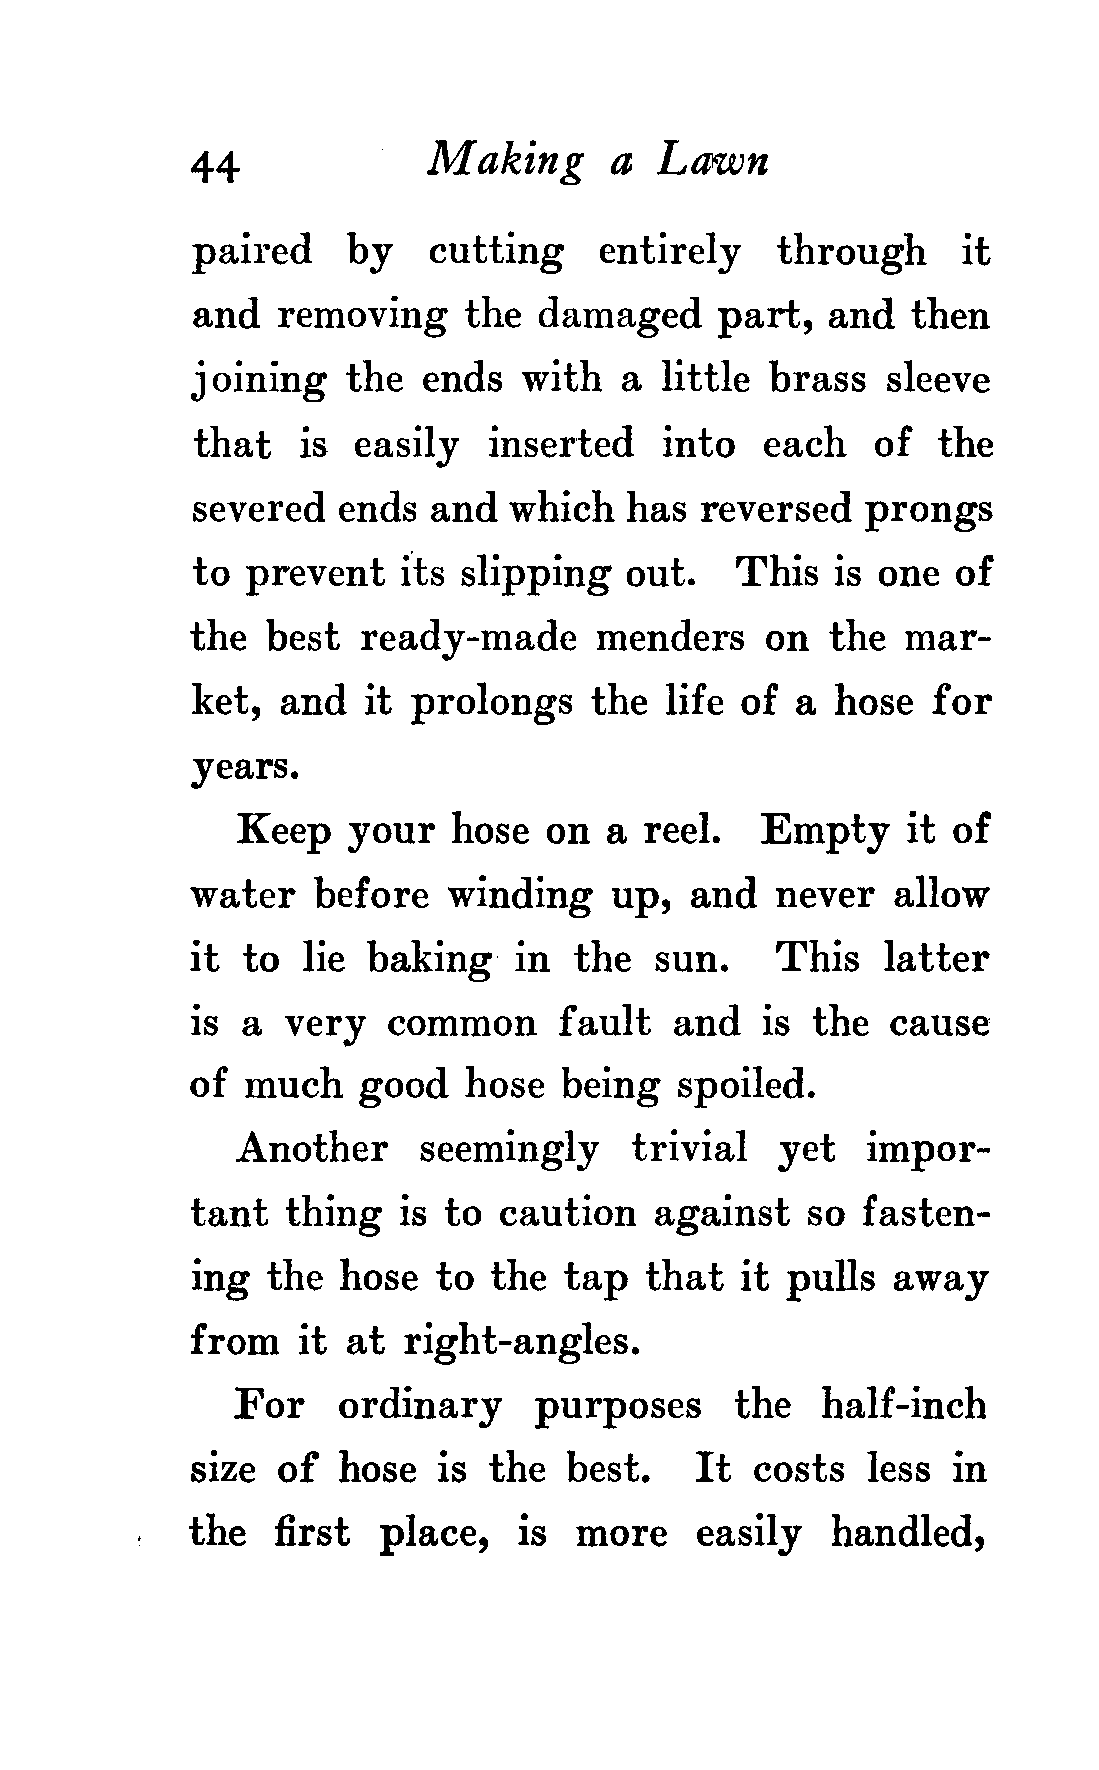 44 Making a Lawn
paired by cutting entirely through it
and removing the damaged part, and then
joining the ends with a little brass sleeve
that is easily inserted into each of the
severed ends and which has reversed prongs
to prevent its slipping out. This is one of
the best ready-made menders on the mar-
ket, and it prolongs the life of a hose for
years.
Keep your hose on a reel. Empty it of
water before winding up, and never allow
it to lie baking in the sun. This latter
is a very common fault and is the cause
of much good hose being spoiled.
Another seemingly trivial yet impor-
tant thing is to caution against so fasten-
ing the hose to the tap that it pulls away
from it at right-angles.
For ordinary purposes the half-inch
size of hose is the best. It costs less in
the first place, is more easily handled,